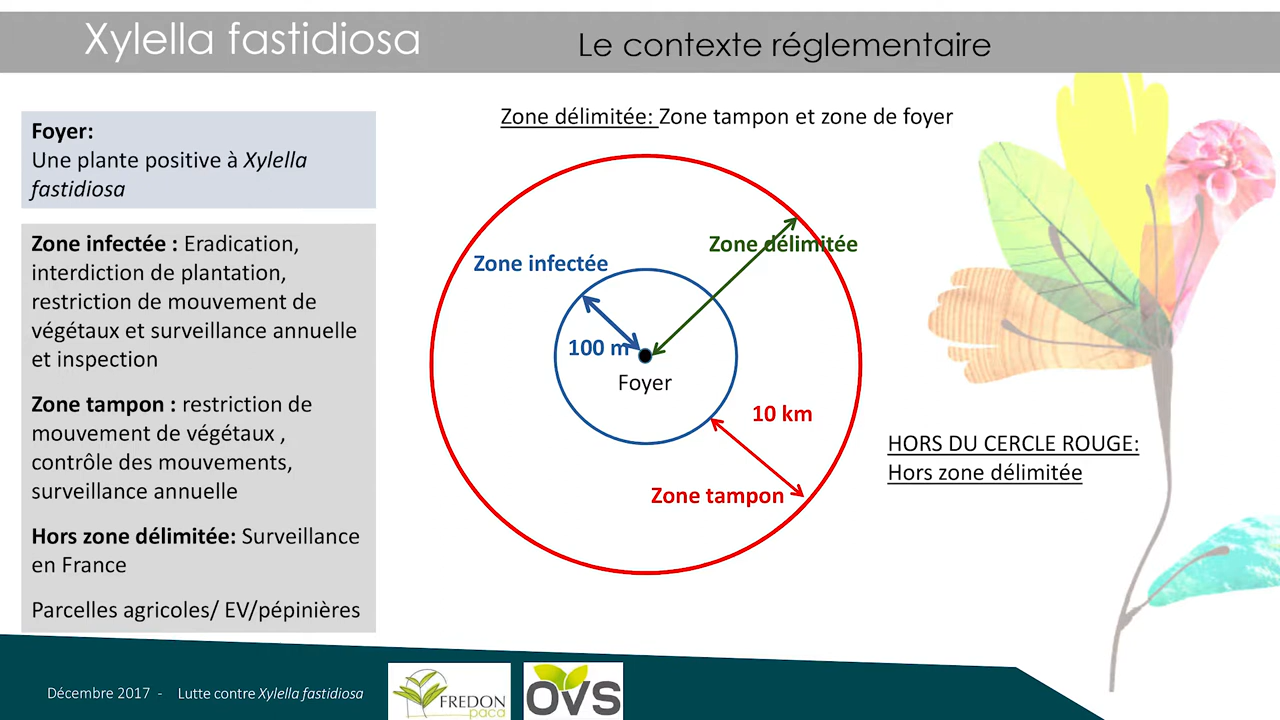 Xylella fastidiosa
Le contexte réglementaire
Foyer:
Une plante positive à Xylella
fastidiosa
Zone infectée : Eradication,
interdiction de plantation,
restriction de mouvement de
végétaux et surveillance annuelle
et inspection
Zone tampon : restriction de
mouvement de végétaux ,
contrôle des mouvements,
surveillance annuelle
Hors zone délimitée: Surveillance
en France
Parcelles agricoles/ EV/pépinières
Zone délimitée: Zone tampon et zone de foyer
Zone délimitée
Zone infectée
100 m
Foyer
10 km
Zone tampon
HORS DU CERCLE ROUGE:
Hors zone délimitée
Décembre 2017 - Lutte contre Xylella fastidiosa
FREDON
paca
OVS